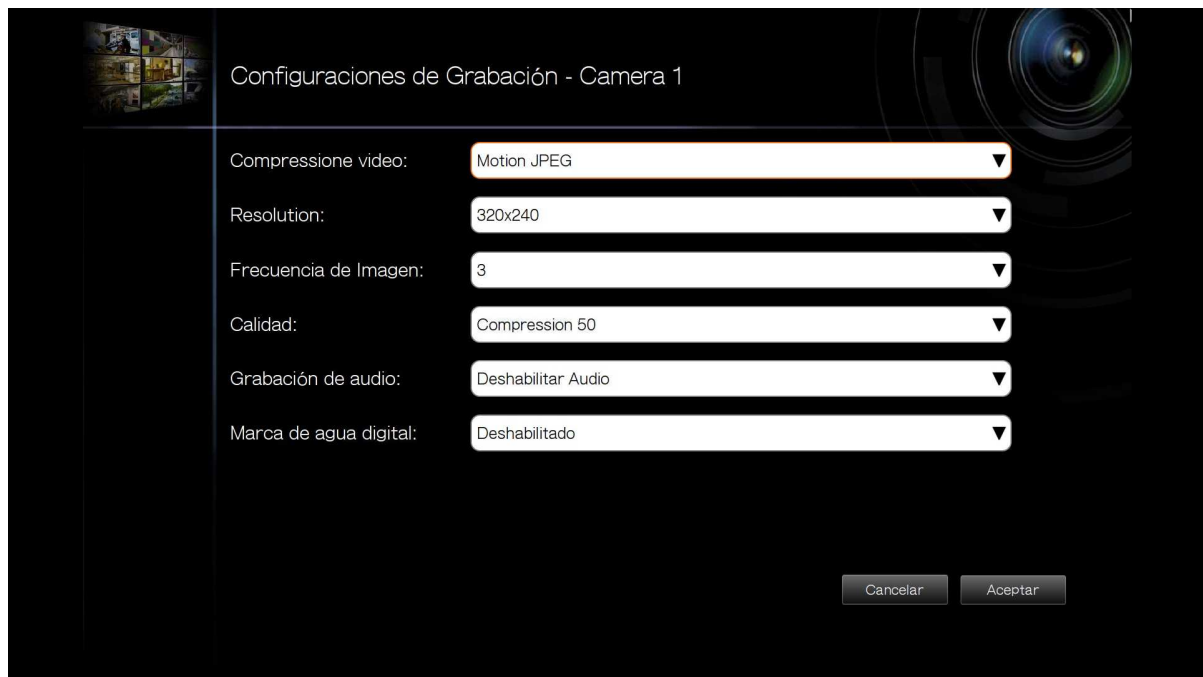 Configuraciones de Grabación - Camera 1
Compressione video: Motion JPEG
Resolution: 320x240
Frecuencia de Imagen: 3
Calidad: Compression 50
Grabación de audio: Deshabilitar Audio
Marca de agua digital: Deshabilitado
Cancelar Aceptar